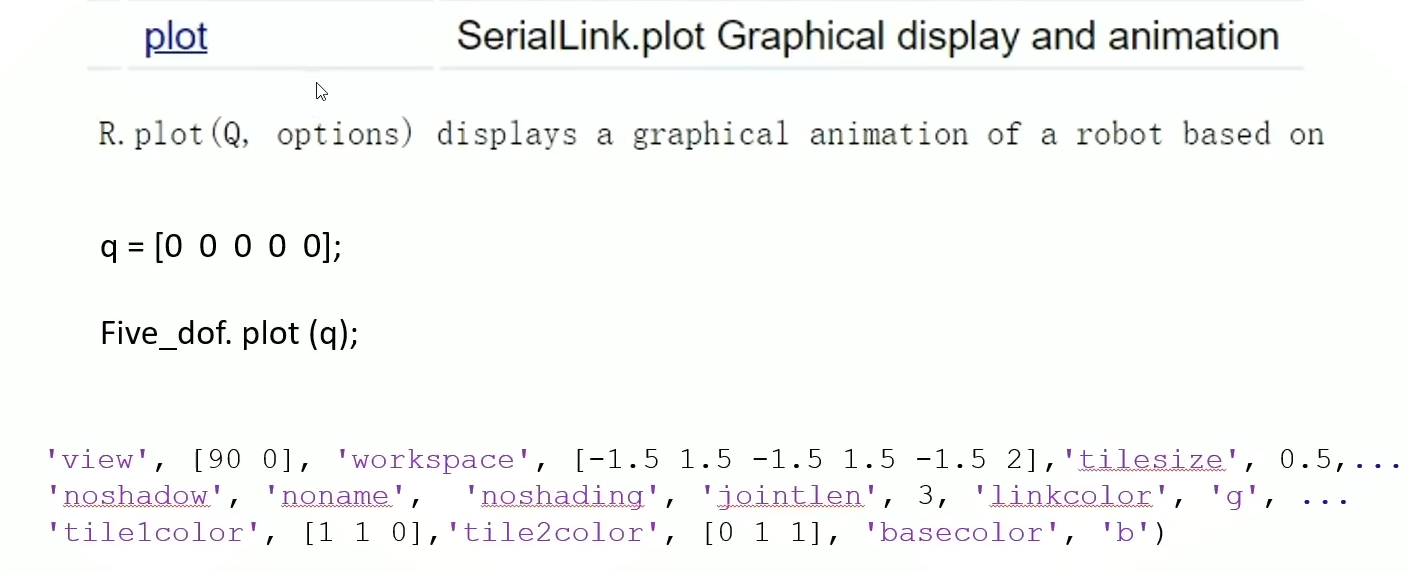 plot SerialLink.plot Graphical display and animation
R.plot(Q, options) displays a graphical animation of a robot based on
q = [0 0 0 0 0];
Five_dof. plot (q);
'view', [90 0], 'workspace', [-1.5 1.5 -1.5 1.5 -1.5 2],'tilesize', 0.5,...
'noshadow', 'noname', 'noshading', 'jointlen', 3, 'linkcolor', 'g', ...
'tile1color', [1 1 0],'tile2color', [0 1 1], 'basecolor', 'b')